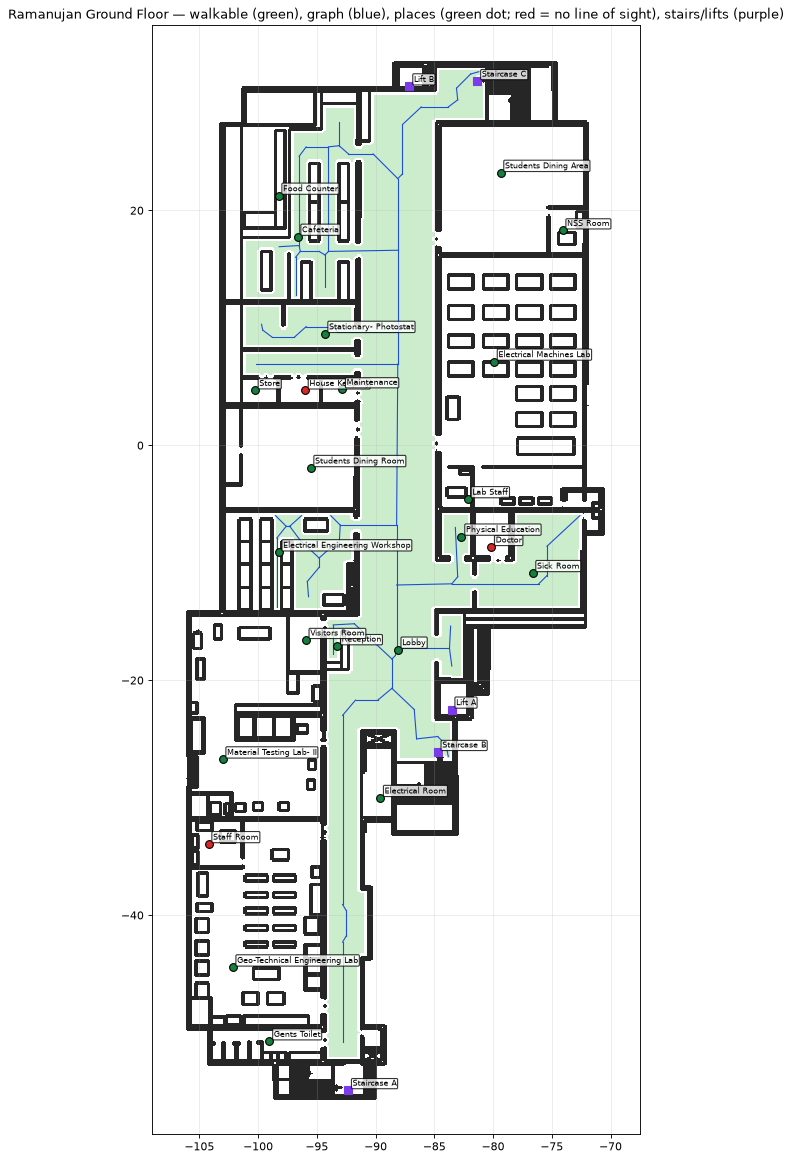 Ramanujan Ground Floor — walkable (green), graph (blue), places (green dot; red = no line of sight), stairs/lifts (purple)
Lift B
Staircase C
Students Dining Area
20
Food Counter
NSS Room
Cafeteria
Stationary- Photostat
Electrical Machines Lab
Store
Maintenance
0
Students Dining Room
Lab Staff
Physical Education
Doctor
Electrical Engineering Workshop
Sick Room
Visitors Room
Lobby
−20
Lift A
Staircase B
Material Testing Lab- II
Electrical Room
Staff Room
−40
Geo-Technical Engineering Lab
Gents Toilet
Staircase A
−105 −100 −95 −90 −85 −80 −75 −70